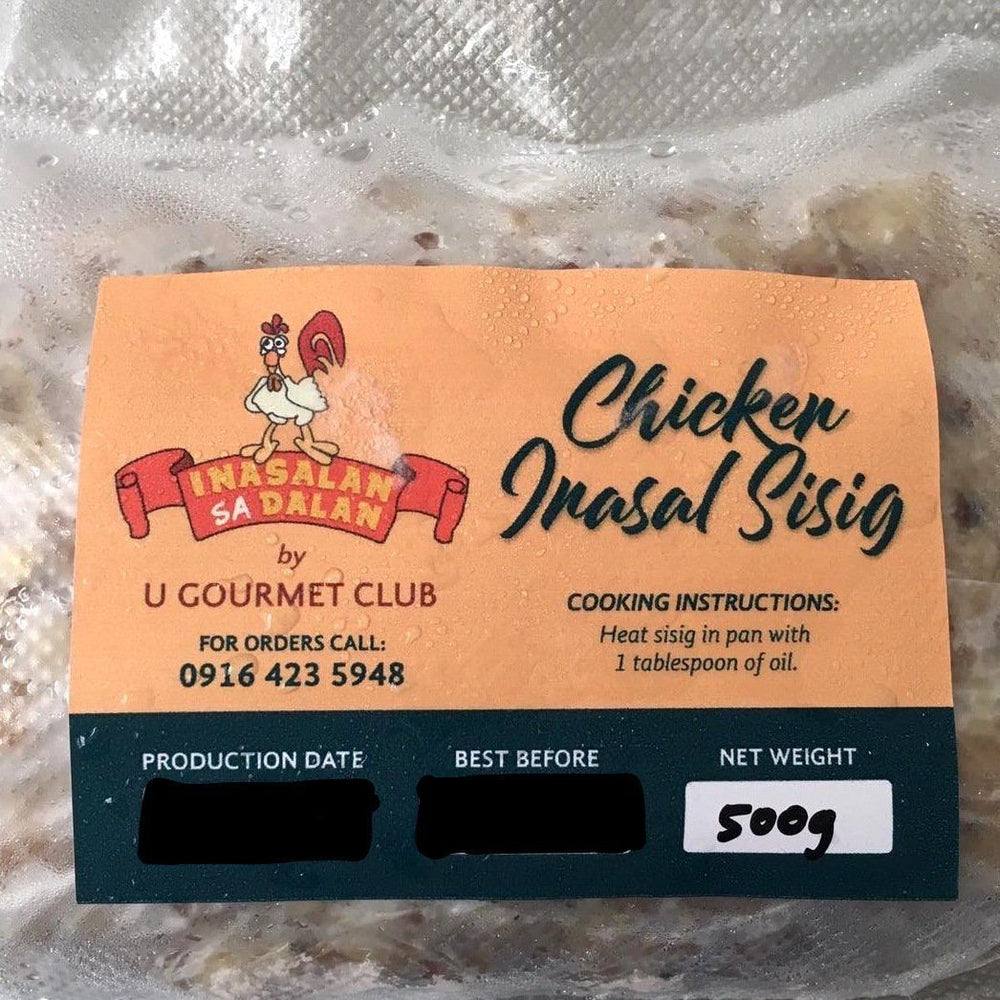 INASALAN
SA DALAN
by
U GOURMET CLUB
FOR ORDERS CALL:
0916 423 5948
Chicken
Inasal Sisig
COOKING INSTRUCTIONS:
Heat sisig in pan with
1 tablespoon of oil.
PRODUCTION DATE
BEST BEFORE
NET WEIGHT
500g